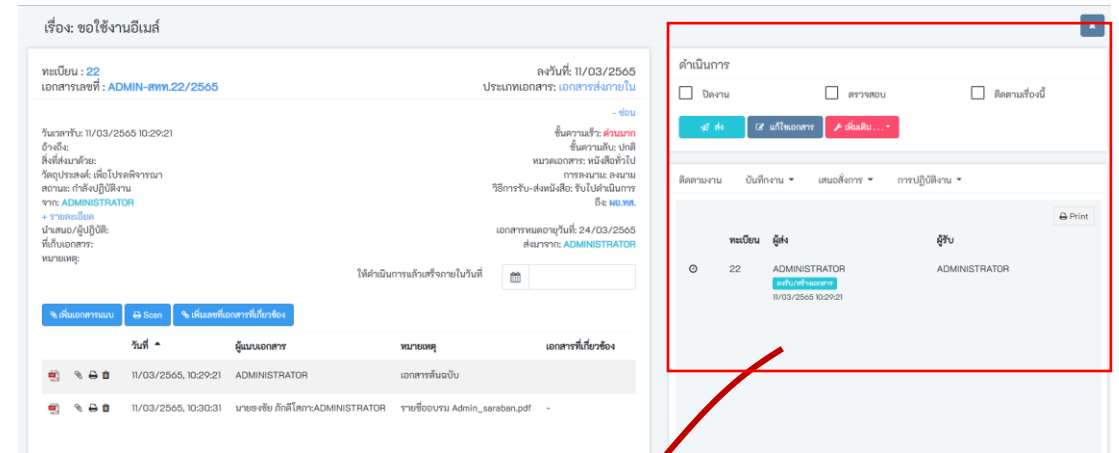 เรื่อง: ขอใช้งานอีเมล์
ทะเบียน : 22
ลงวันที่: 11/03/2565
เอกสารเลขที่ : ADMIN-สทท.22/2565
ประเภทเอกสาร: เอกสารส่งภายใน
- ซ่อน
วันเวลารับ: 11/03/2565 10:29:21
ชั้นความเร็ว: ด่วนมาก
อ้างถึง:
ชั้นความลับ: ปกติ
สิ่งที่ส่งมาด้วย:
หมวดเอกสาร: หนังสือทั่วไป
วัตถุประสงค์: เพื่อโปรดพิจารณา
การลงนาม: ลงนาม
สถานะ: กำลังปฏิบัติงาน
วิธีการรับ-ส่งหนังสือ: รับไปดำเนินการ
จาก: ADMINISTRATOR
ถึง: ผอ.ทส.
+ รายละเอียด
นำเสนอ/ผู้ปฏิบัติ:
เอกสารหมดอายุวันที่: 24/03/2565
ที่เก็บเอกสาร:
ส่งมาจาก: ADMINISTRATOR
หมายเหตุ:
ให้ดำเนินการแล้วเสร็จภายในวันที่
เพิ่มเอกสารแนบ
Scan
เพิ่มเลขที่เอกสารที่เกี่ยวข้อง
วันที่ ผู้แนบเอกสาร หมายเหตุ เอกสารที่เกี่ยวข้อง
11/03/2565, 10:29:21 ADMINISTRATOR เอกสารต้นฉบับ
11/03/2565, 10:30:31 นายธงชัย ภักดีโสภา:ADMINISTRATOR รายชื่ออบรม Admin_saraban.pdf -
ดำเนินการ
ปิดงาน ตรวจสอบ ติดตามเรื่องนี้
ส่ง แก้ไขเอกสาร เพิ่มเติม...
ติดตามงาน บันทึกงาน เสนอสั่งการ การปฏิบัติงาน
Print
ทะเบียน ผู้ส่ง ผู้รับ
22 ADMINISTRATOR ADMINISTRATOR
ลงรับ/สร้างเอกสาร
11/03/2565 10:29:21